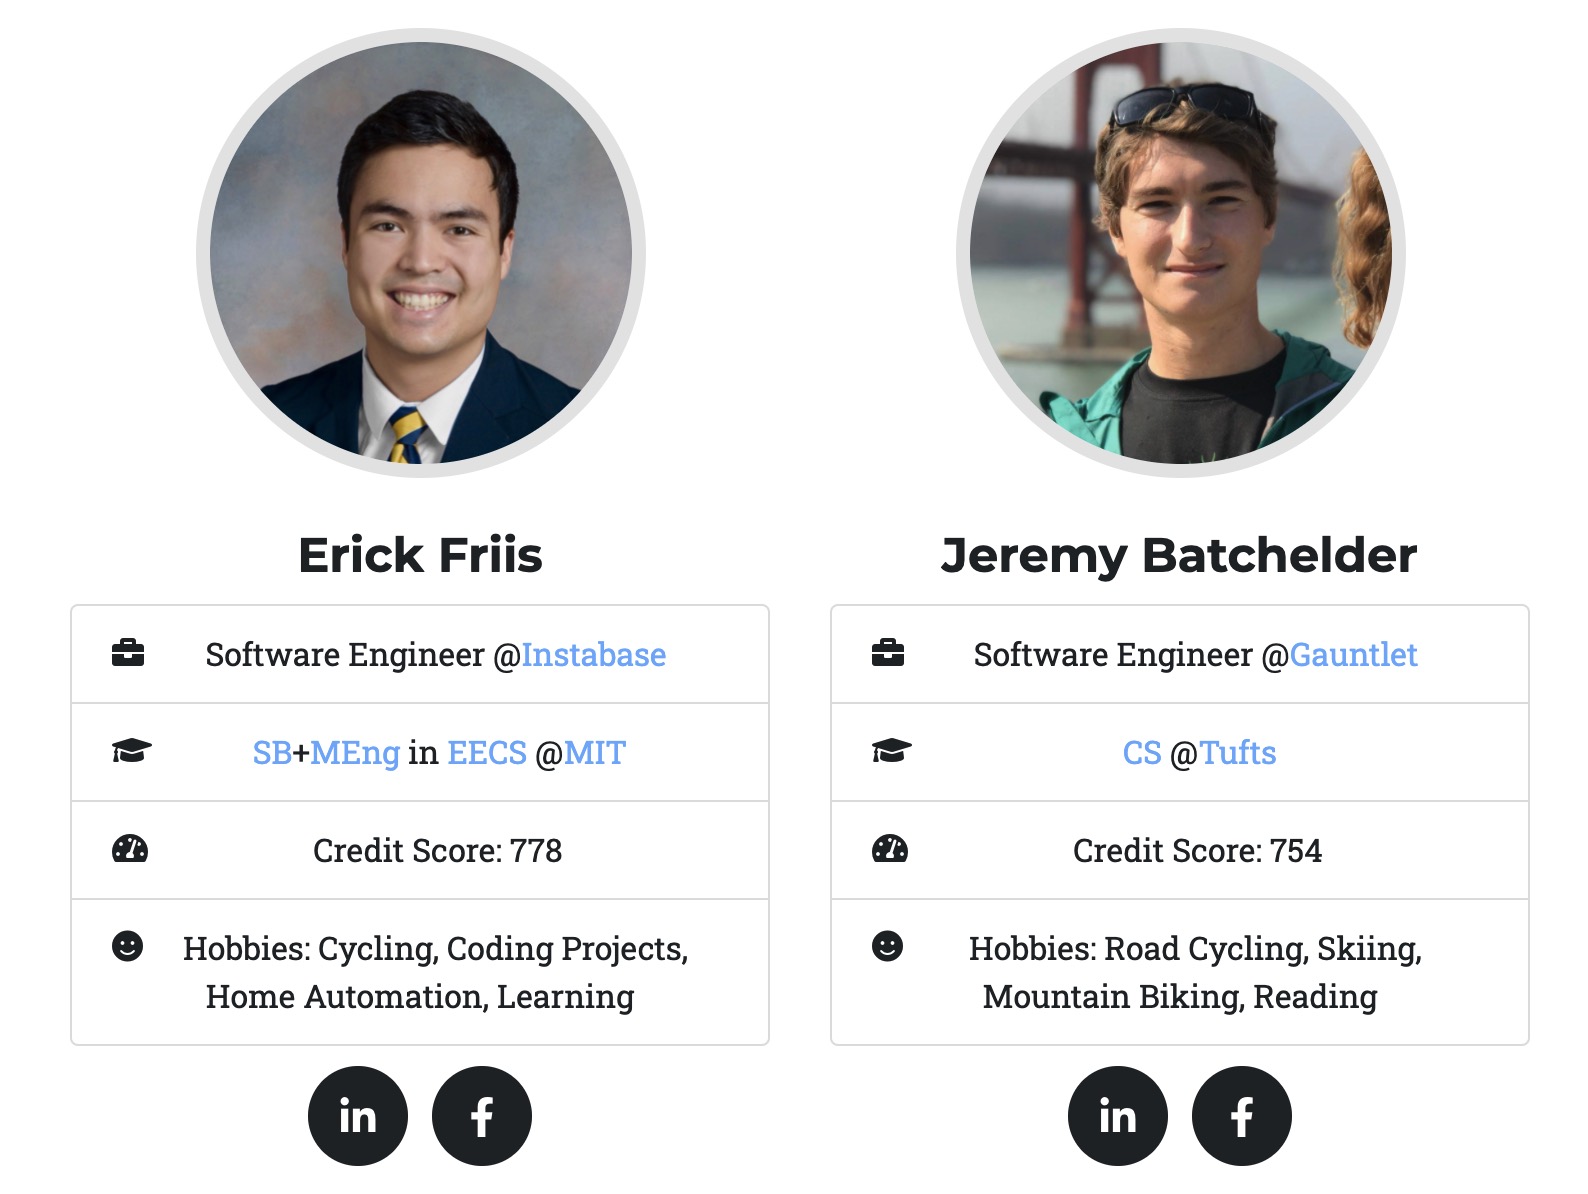 Erick Friis
Software Engineer @Instabase
SB+MEng in EECS @MIT
Credit Score: 778
Hobbies: Cycling, Coding Projects,
Home Automation, Learning
in f
Jeremy Batchelder
Software Engineer @Gauntlet
CS @Tufts
Credit Score: 754
Hobbies: Road Cycling, Skiing,
Mountain Biking, Reading
in f